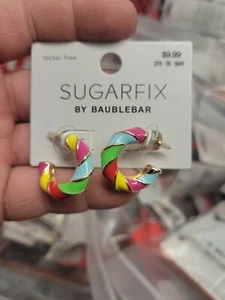 nickel free
$9.99
SUGARFIX
BY BAUBLEBAR